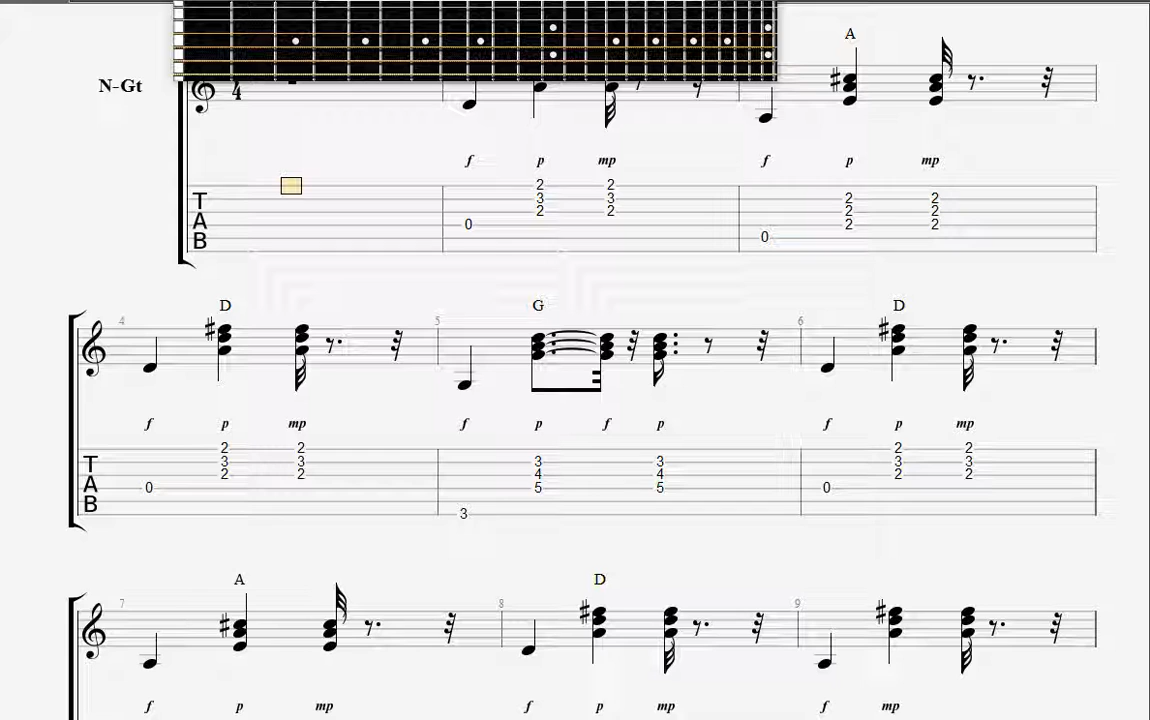 A
N-Gt
4
f p mp f p mp
2 2
T 3 3 2 2
2 2 2 2
A 0 2 2
B 0
D G D
4 5 6
f p mp f p f p f p mp
2 2 2 2
T 3 3 3 3 3 3
2 2 4 4 2 2
A 0 5 5 0
B
3
A D
7 8 9
f p mp f p mp f mp